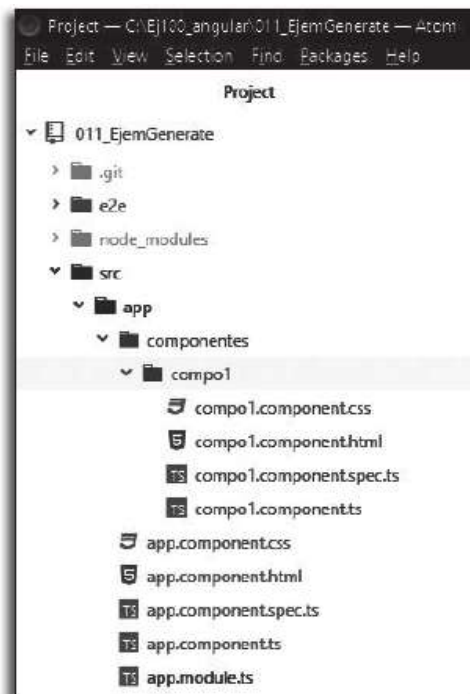 Project — C:\Ej100_angular\011_EjemGenerate — Atom
File Edit View Selection Find Packages Help
Project
011_EjemGenerate
.git
e2e
node_modules
src
app
componentes
compo1
compo1.component.css
compo1.component.html
compo1.component.spec.ts
compo1.component.ts
app.component.css
app.component.html
app.component.spec.ts
app.component.ts
app.module.ts